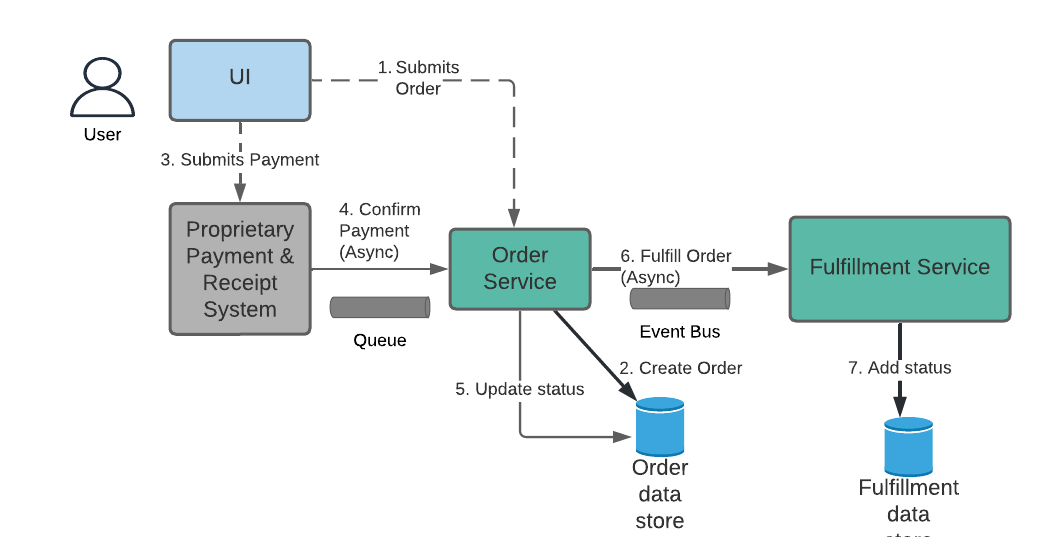 UI
User
1. Submits
Order
3. Submits Payment
Proprietary
Payment &
Receipt
System
4. Confirm
Payment
(Async)
Queue
Order
Service
6. Fulfill Order
(Async)
Event Bus
Fulfillment Service
2. Create Order
5. Update status
7. Add status
Order
data
store
Fulfillment
data